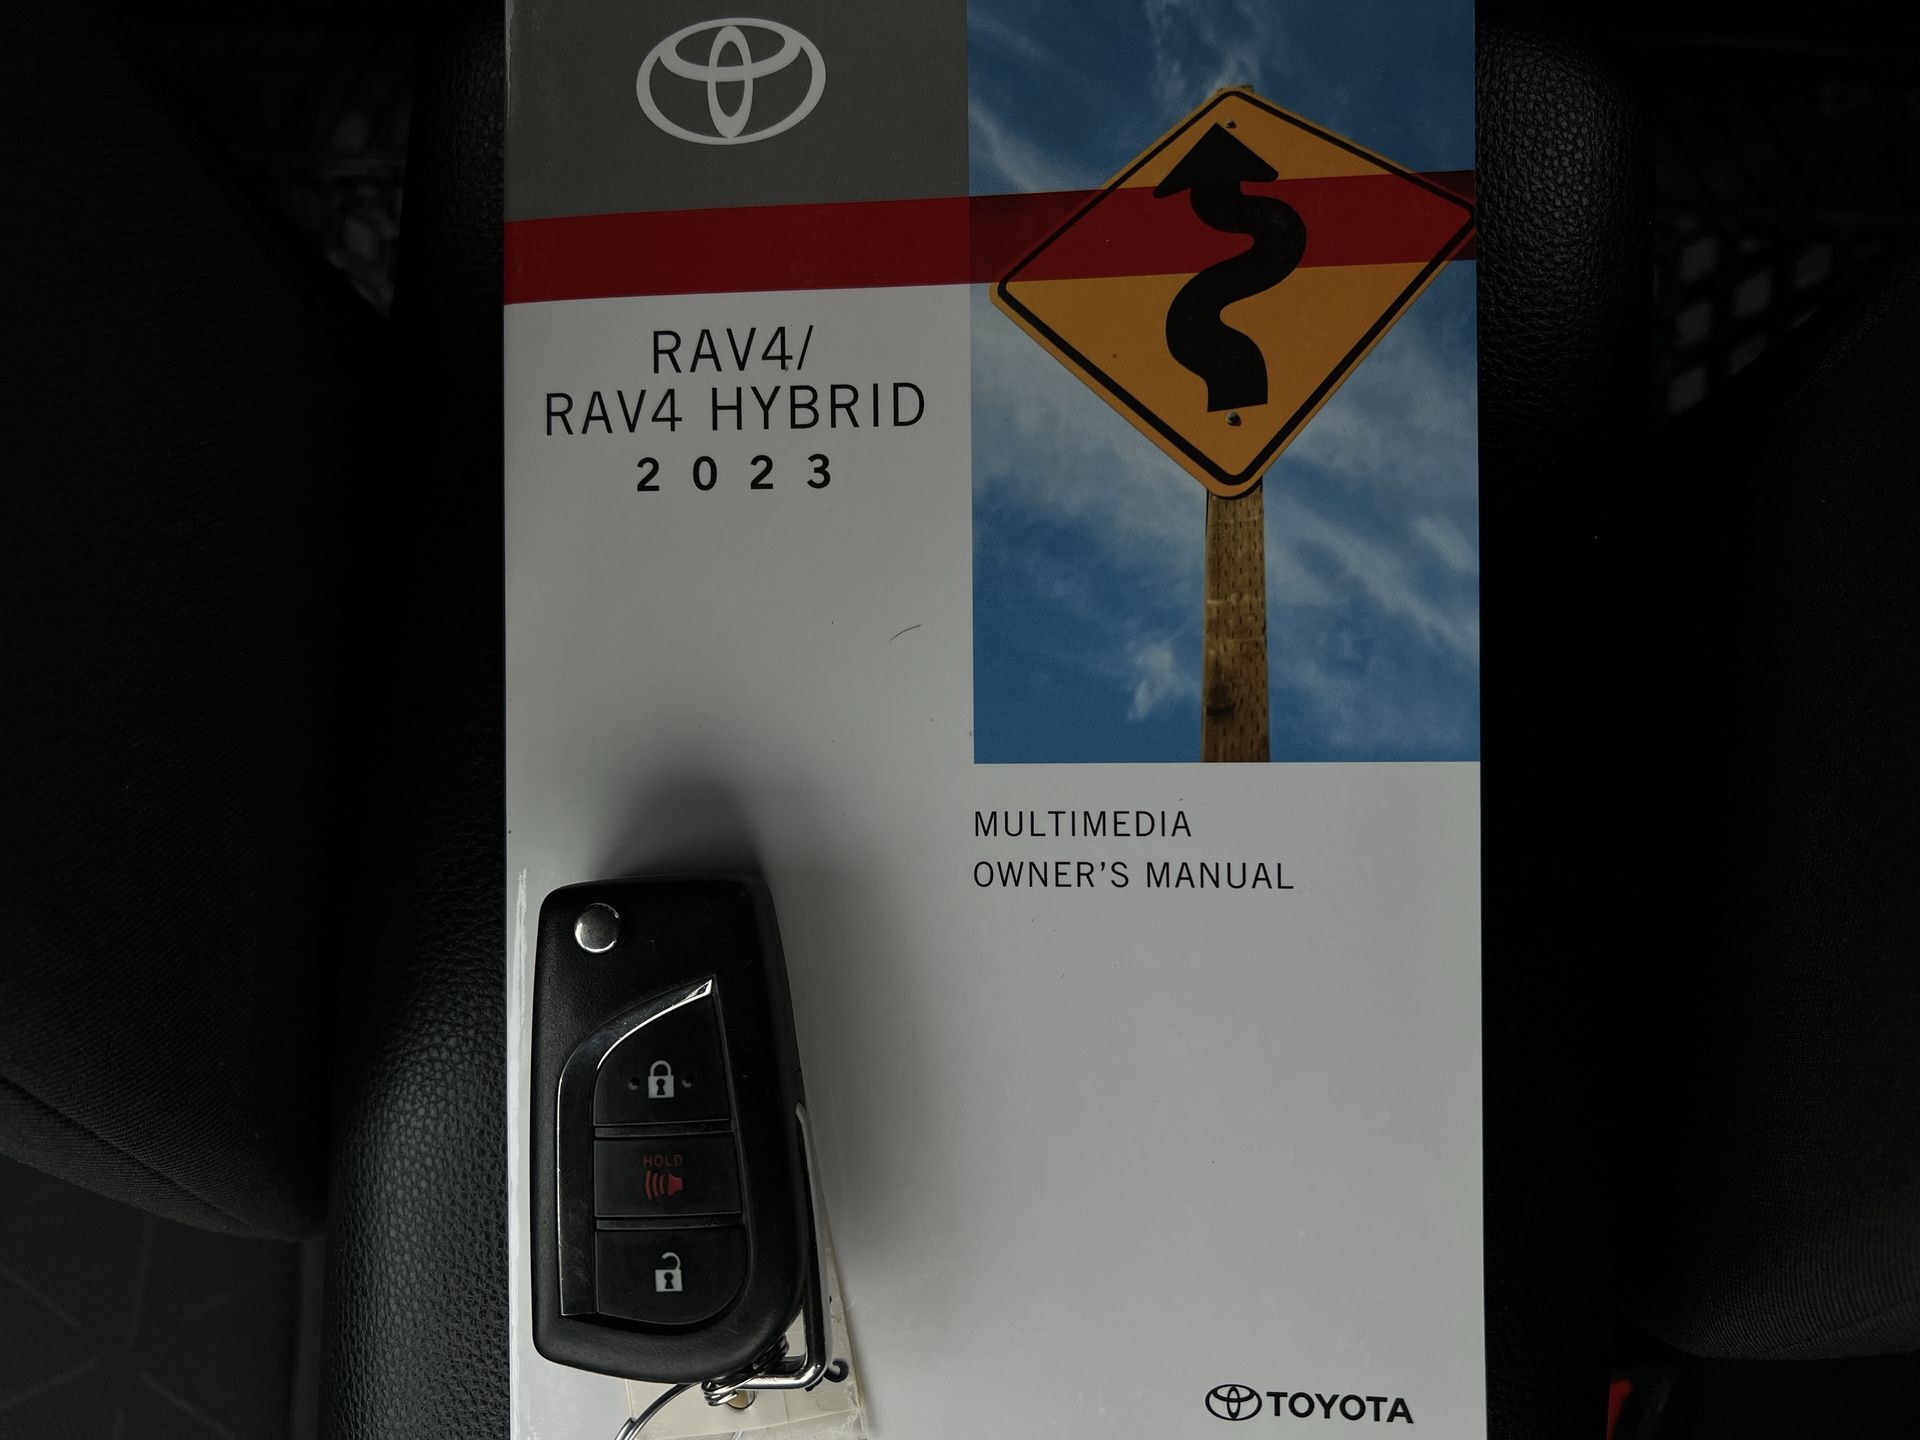 RAV4/
RAV4 HYBRID
2023
MULTIMEDIA
OWNER'S MANUAL
HOLD
TOYOTA